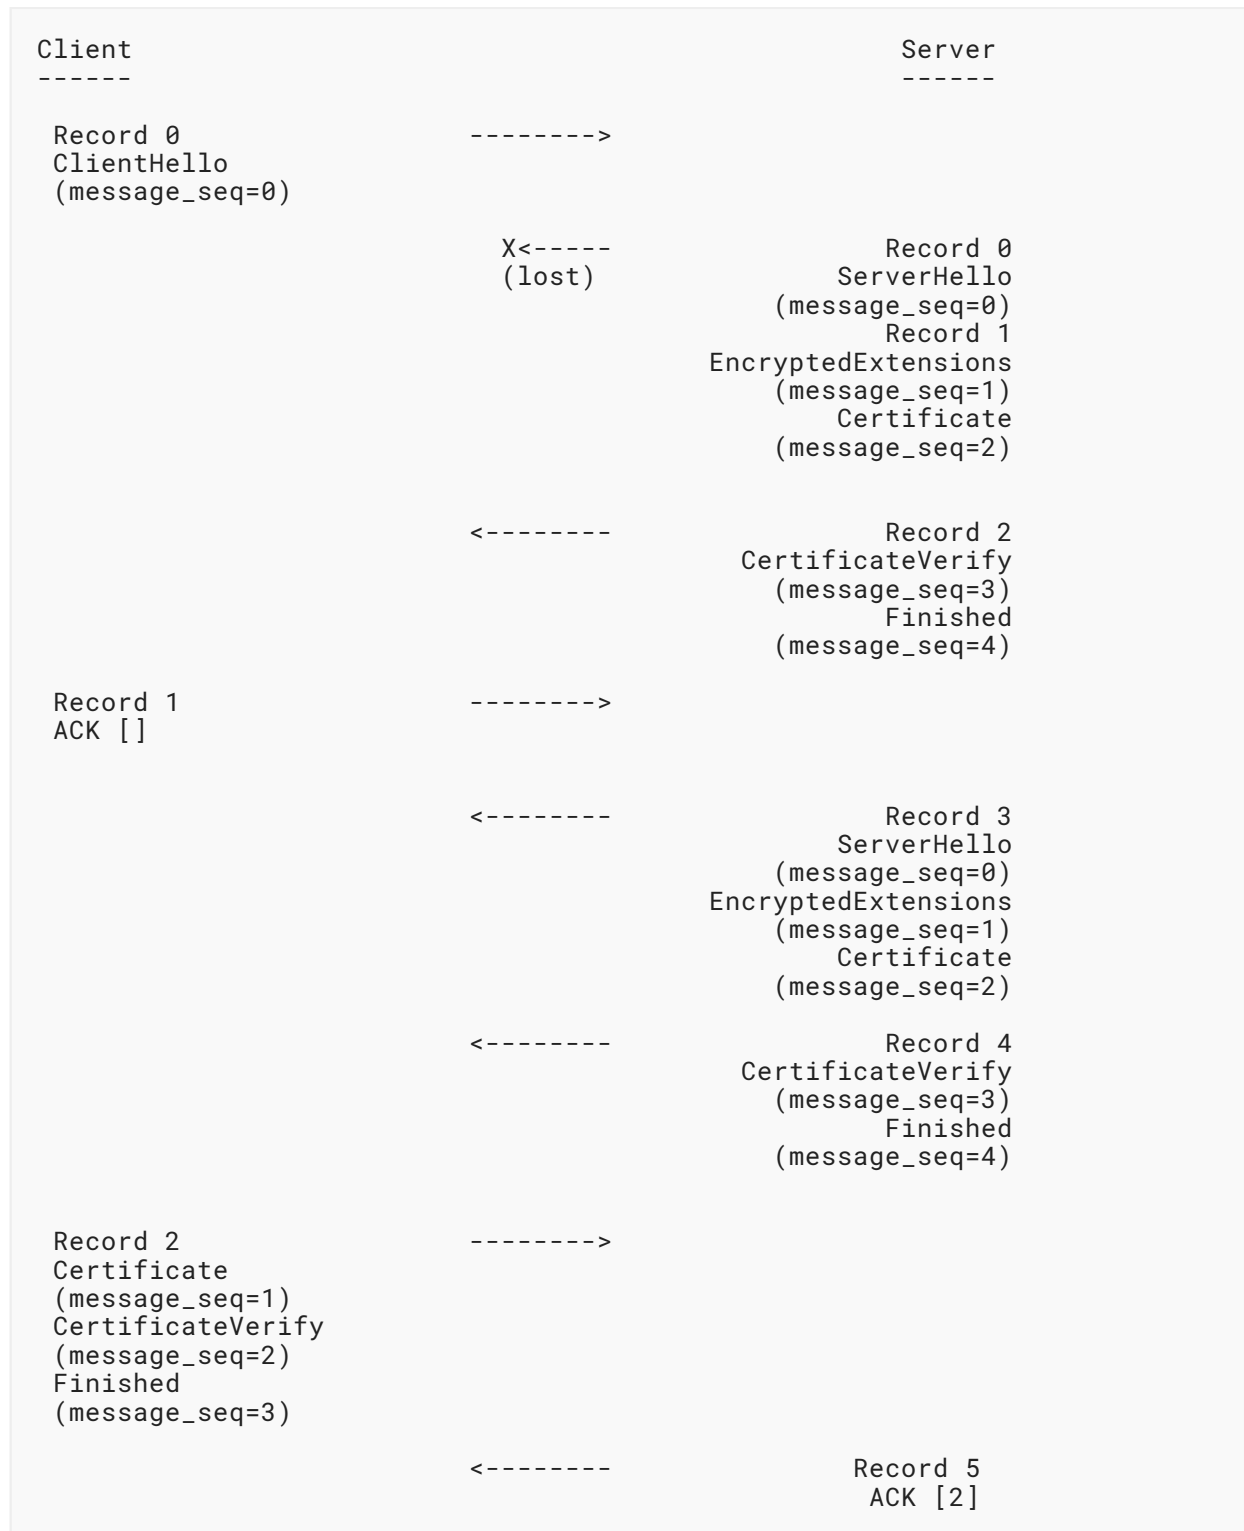 Client                                                 Server
------                                                 ------

 Record 0                  -------->
 ClientHello
 (message_seq=0)

                             X<-----                 Record 0
                             (lost)               ServerHello
                                              (message_seq=0)
                                                     Record 1
                                          EncryptedExtensions
                                              (message_seq=1)
                                                  Certificate
                                              (message_seq=2)


                           <--------                 Record 2
                                            CertificateVerify
                                              (message_seq=3)
                                                     Finished
                                              (message_seq=4)

 Record 1                  -------->
 ACK []


                           <--------                 Record 3
                                                  ServerHello
                                              (message_seq=0)
                                          EncryptedExtensions
                                              (message_seq=1)
                                                  Certificate
                                              (message_seq=2)

                           <--------                 Record 4
                                            CertificateVerify
                                              (message_seq=3)
                                                     Finished
                                              (message_seq=4)


 Record 2                  -------->
 Certificate
 (message_seq=1)
 CertificateVerify
 (message_seq=2)
 Finished
 (message_seq=3)

                           <--------               Record 5
                                                    ACK [2]